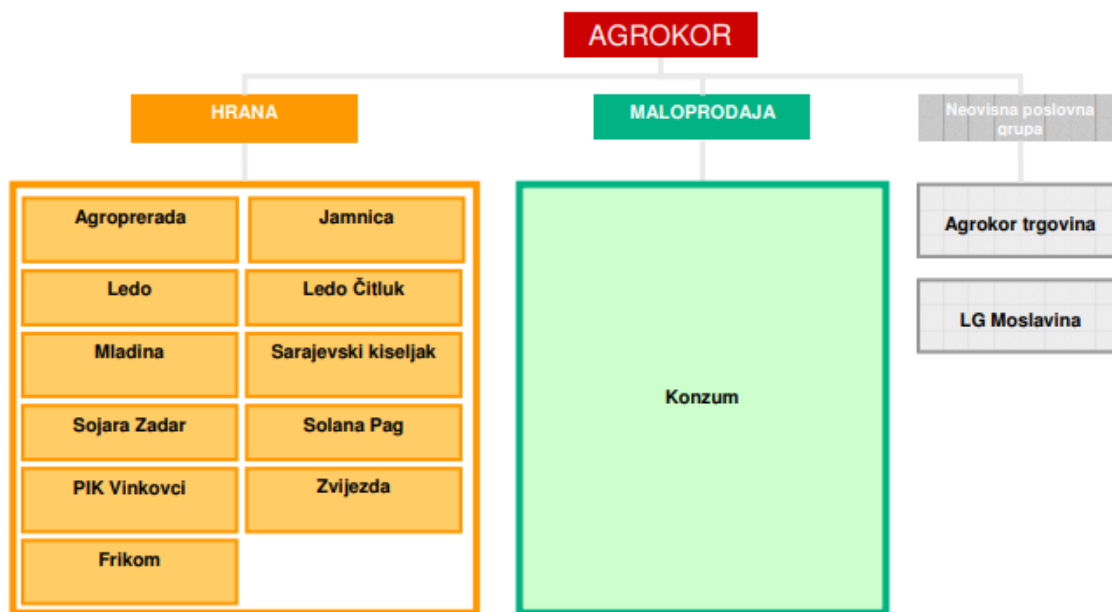 AGROKOR
HRANA
MALOPRODAJA
Neovisna poslovna
grupa
Agroprerada
Jamnica
Ledo
Ledo Čitluk
Mladina
Sarajevski kiseljak
Sojara Zadar
Solana Pag
PIK Vinkovci
Zvijezda
Frikom
Konzum
Agrokor trgovina
LG Moslavina